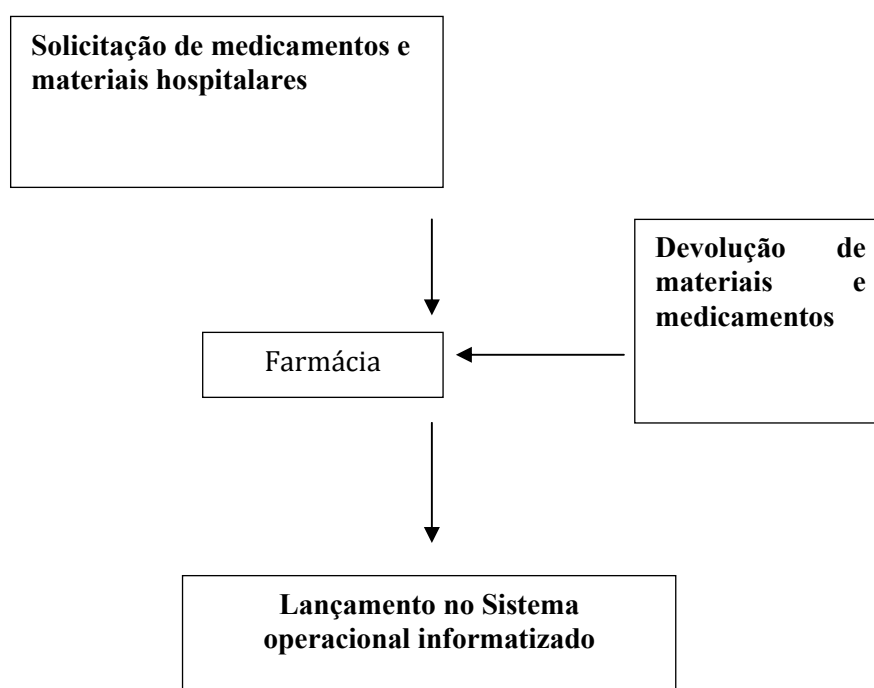 Solicitação de medicamentos e
materiais hospitalares
Devolução de
materiais e
medicamentos
Farmácia
Lançamento no Sistema
operacional informatizado